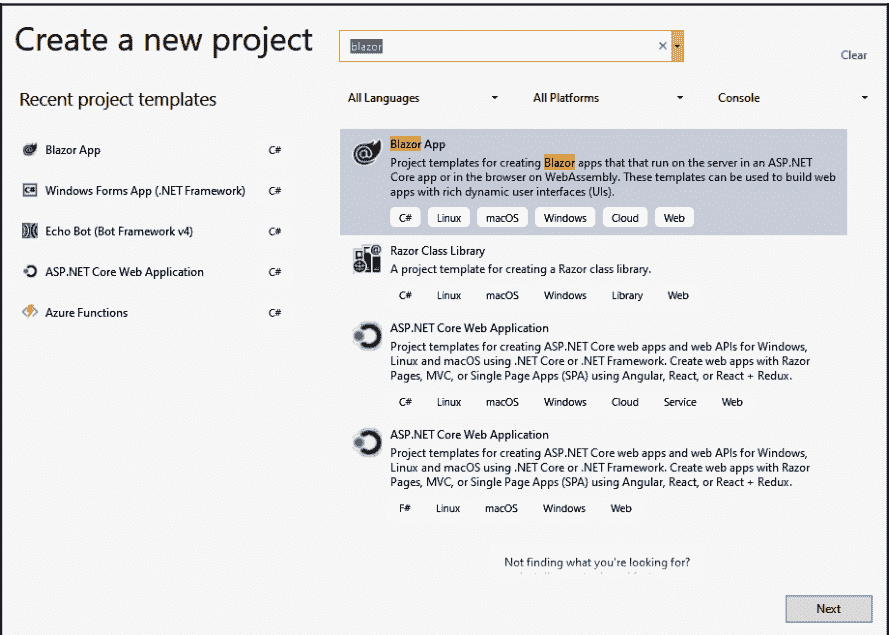 Create a new project
blazor
Clear
Recent project templates
All Languages
All Platforms
Console
Blazor App C#
Windows Forms App (.NET Framework) C#
Echo Bot (Bot Framework v4) C#
ASP.NET Core Web Application C#
Azure Functions C#
Blazor App
Project templates for creating Blazor apps that that run on the server in an ASP.NET
Core app or in the browser on WebAssembly. These templates can be used to build web
apps with rich dynamic user interfaces (UIs).
C# Linux macOS Windows Cloud Web
Razor Class Library
A project template for creating a Razor class library.
C# Linux macOS Windows Library Web
ASP.NET Core Web Application
Project templates for creating ASP.NET Core web apps and web APIs for Windows,
Linux and macOS using .NET Core or .NET Framework. Create web apps with Razor
Pages, MVC, or Single Page Apps (SPA) using Angular, React, or React + Redux.
C# Linux macOS Windows Cloud Service Web
ASP.NET Core Web Application
Project templates for creating ASP.NET Core web apps and web APIs for Windows,
Linux and macOS using .NET Core or .NET Framework. Create web apps with Razor
Pages, MVC, or Single Page Apps (SPA) using Angular, React, or React + Redux.
F# Linux macOS Windows Web
Not finding what you're looking for?
Next